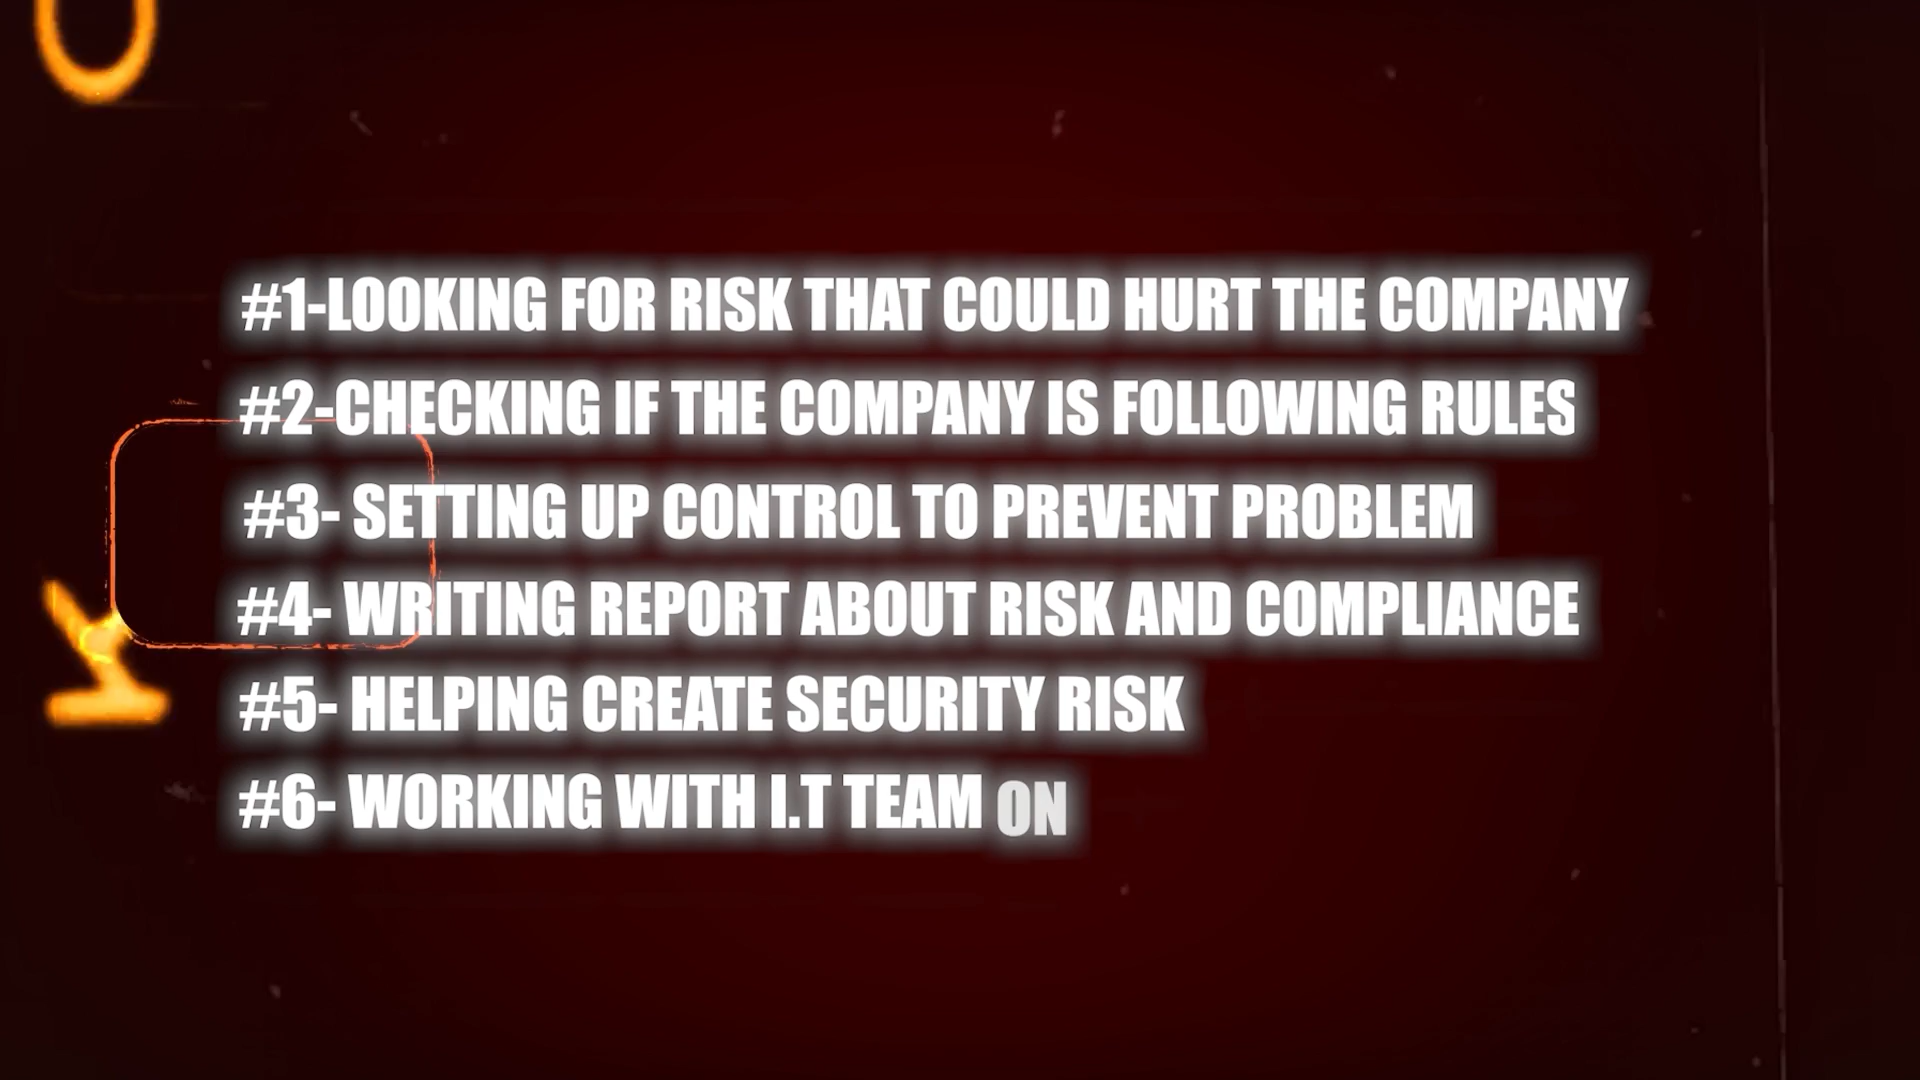 #1-LOOKING FOR RISK THAT COULD HURT THE COMPANY
#2-CHECKING IF THE COMPANY IS FOLLOWING RULES
#3- SETTING UP CONTROL TO PREVENT PROBLEM
#4- WRITING REPORT ABOUT RISK AND COMPLIANCE
#5- HELPING CREATE SECURITY RISK
#6- WORKING WITH I.T TEAM ON